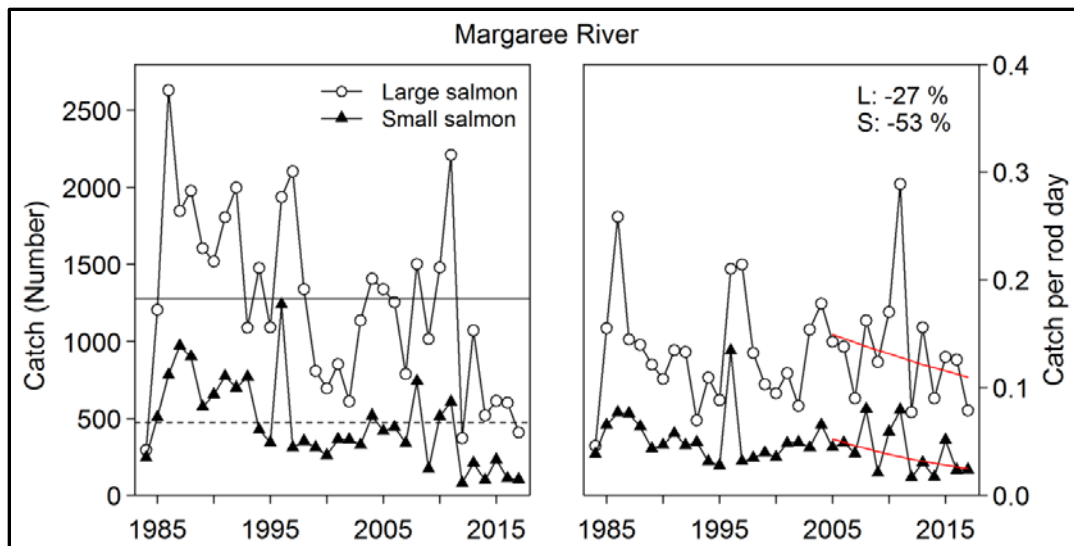 Margaree River
Catch (Number)
2500
2000
1500
1000
500
0
1985
1995
2005
2015
Large salmon
Small salmon
L: -27 %
S: -53 %
0.4
0.3
0.2
0.1
0.0
Catch per rod day
1985
1995
2005
2015